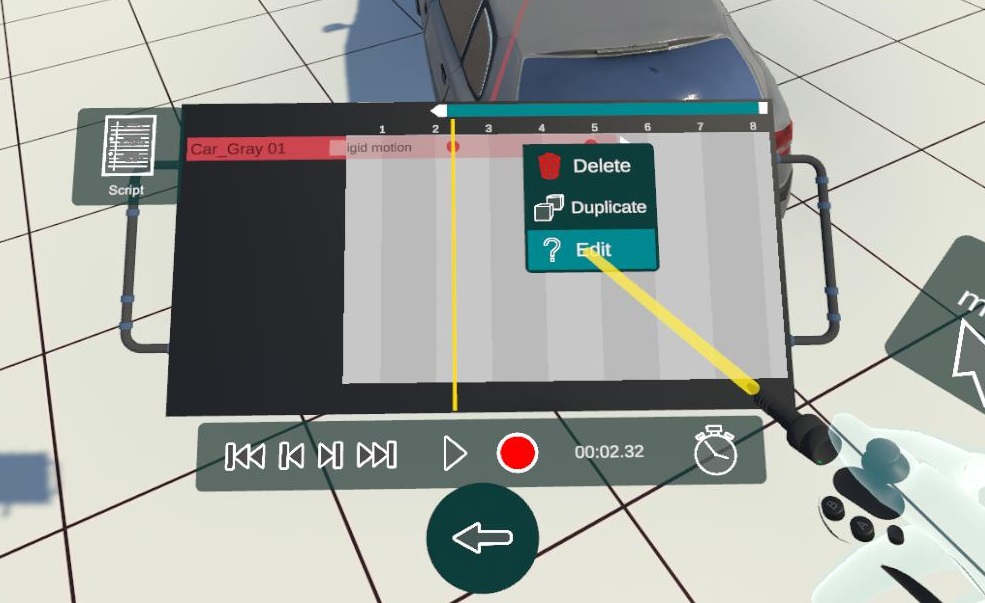 1 2 3 4 5 6 7 8
Car_Gray 01
igid motion
Script
Delete
Duplicate
Edit
00:02.32
B
A